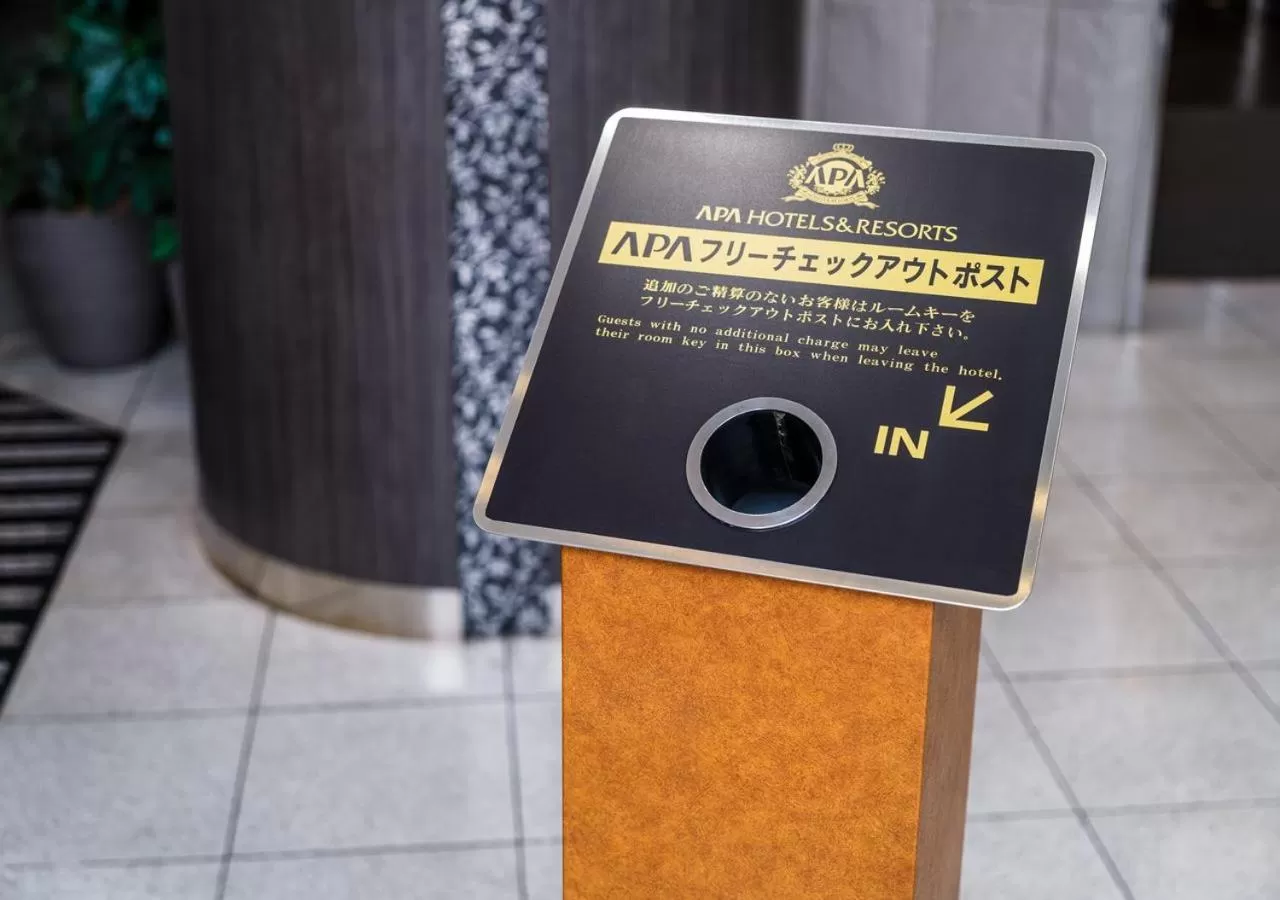 APA
APA HOTELS&RESORTS
APAフリーチェックアウトポスト
追加のご精算のないお客様はルームキーを
フリーチェックアウトポストにお入れ下さい。
Guests with no additional charge may leave
their room key in this box when leaving the hotel.
IN